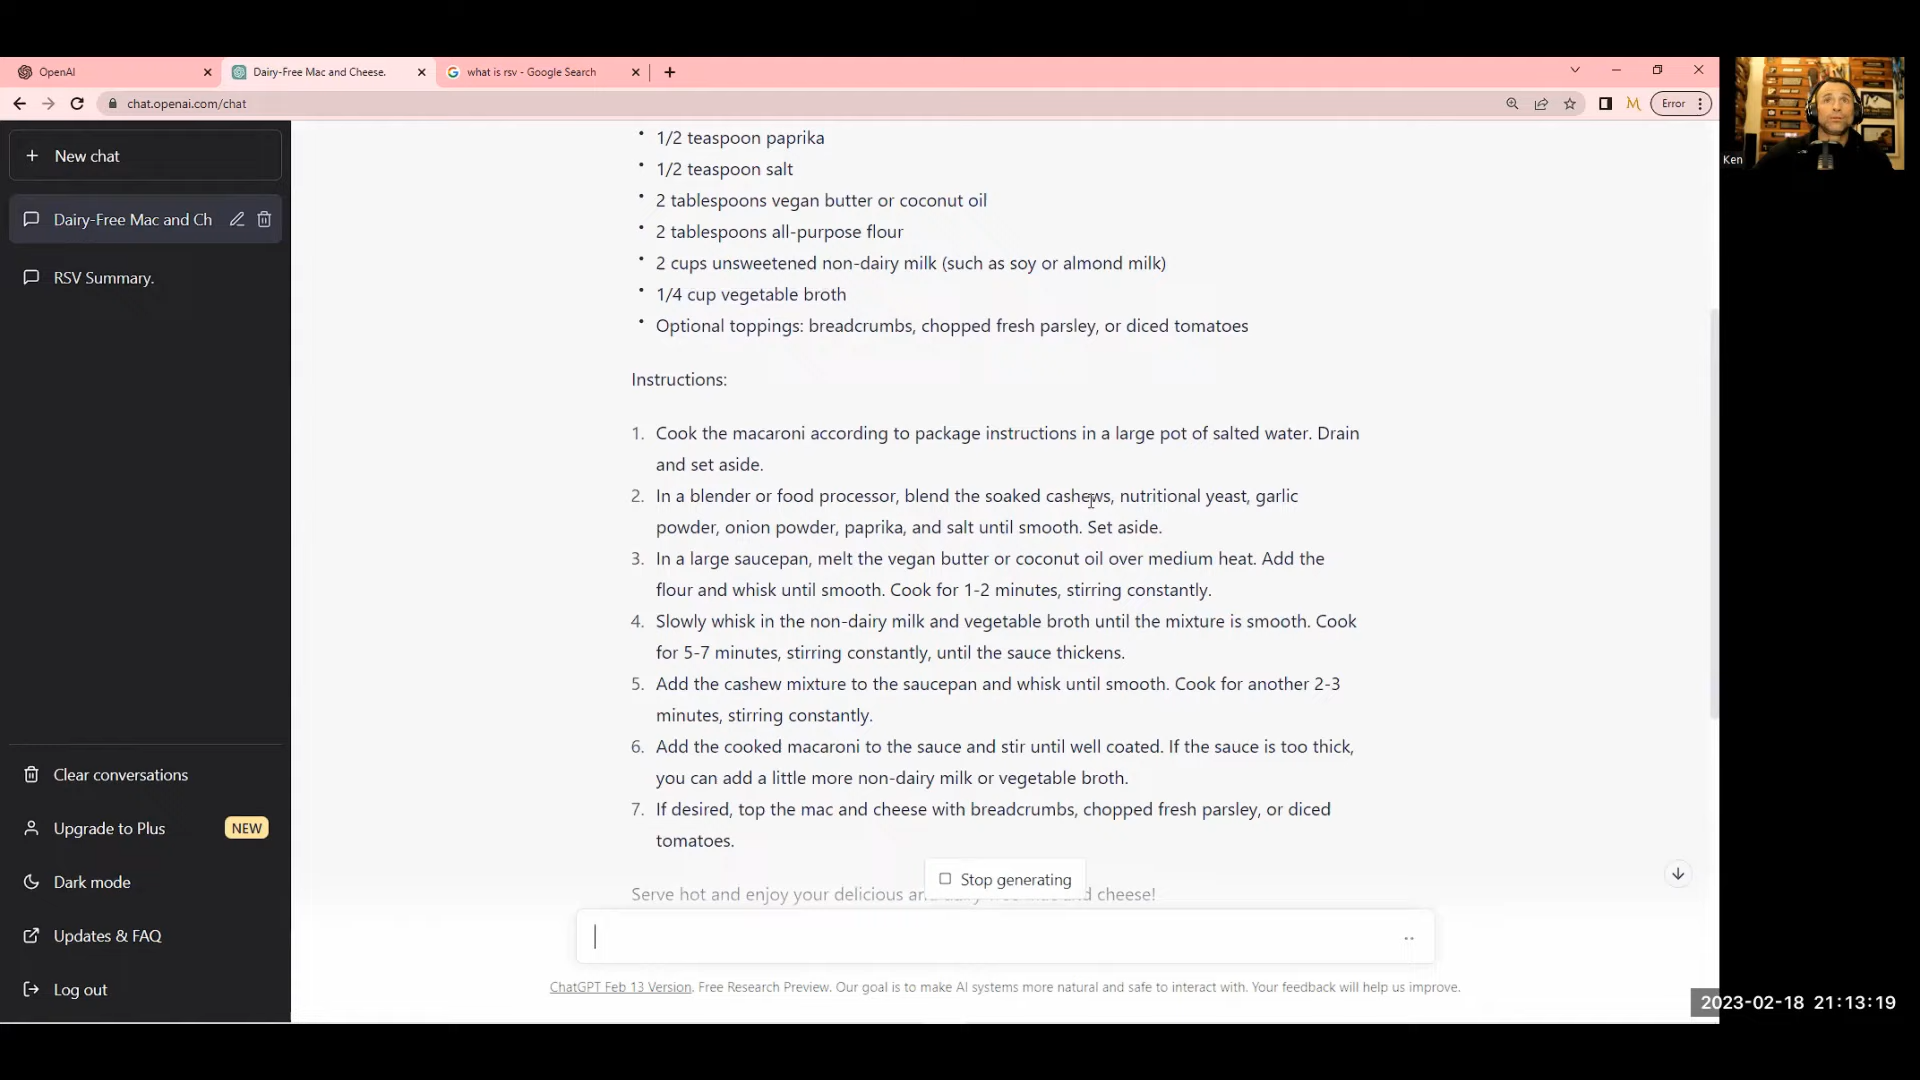 OpenAI
Dairy-Free Mac and Cheese.
what is rsv - Google Search
chat.openai.com/chat
Error
New chat
Dairy-Free Mac and Ch
RSV Summary.
Clear conversations
Upgrade to Plus
NEW
Dark mode
Updates & FAQ
Log out
1/2 teaspoon paprika
1/2 teaspoon salt
2 tablespoons vegan butter or coconut oil
2 tablespoons all-purpose flour
2 cups unsweetened non-dairy milk (such as soy or almond milk)
1/4 cup vegetable broth
Optional toppings: breadcrumbs, chopped fresh parsley, or diced tomatoes
Instructions:
1. Cook the macaroni according to package instructions in a large pot of salted water. Drain
and set aside.
2. In a blender or food processor, blend the soaked cashews, nutritional yeast, garlic
powder, onion powder, paprika, and salt until smooth. Set aside.
3. In a large saucepan, melt the vegan butter or coconut oil over medium heat. Add the
flour and whisk until smooth. Cook for 1-2 minutes, stirring constantly.
4. Slowly whisk in the non-dairy milk and vegetable broth until the mixture is smooth. Cook
for 5-7 minutes, stirring constantly, until the sauce thickens.
5. Add the cashew mixture to the saucepan and whisk until smooth. Cook for another 2-3
minutes, stirring constantly.
6. Add the cooked macaroni to the sauce and stir until well coated. If the sauce is too thick,
you can add a little more non-dairy milk or vegetable broth.
7. If desired, top the mac and cheese with breadcrumbs, chopped fresh parsley, or diced
tomatoes.
Stop generating
Serve hot and enjoy your delicious and cheese!
ChatGPT Feb 13 Version. Free Research Preview. Our goal is to make AI systems more natural and safe to interact with. Your feedback will help us improve.
Ken
2023-02-18 21:13:19